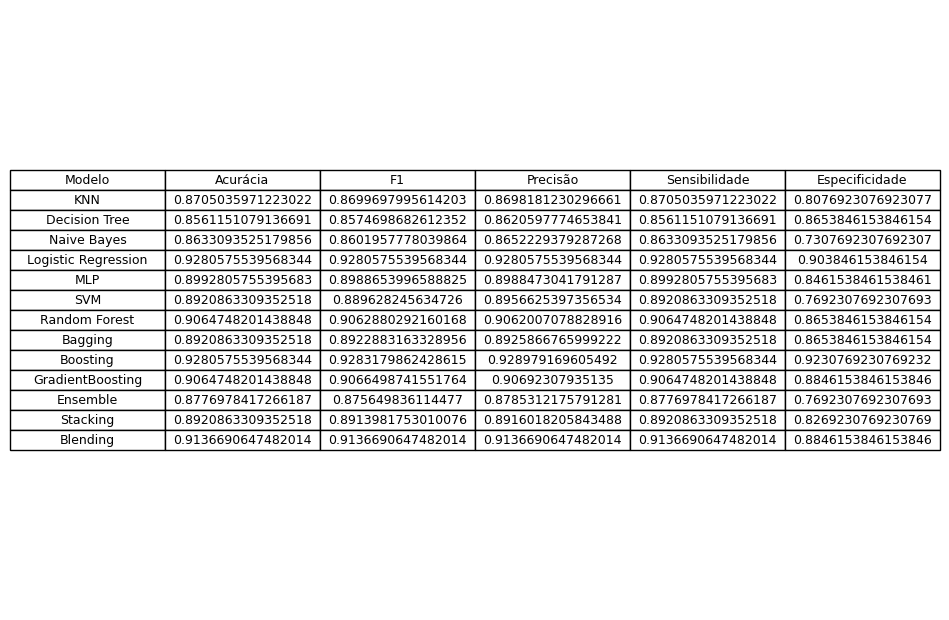 Modelo Acurácia F1 Precisão Sensibilidade Especificidade
KNN 0.8705035971223022 0.8699697995614203 0.8698181230296661 0.8705035971223022 0.8076923076923077
Decision Tree 0.8561151079136691 0.8574698682612352 0.8620597774653841 0.8561151079136691 0.8653846153846154
Naive Bayes 0.8633093525179856 0.8601957778039864 0.8652229379287268 0.8633093525179856 0.7307692307692307
Logistic Regression 0.9280575539568344 0.9280575539568344 0.9280575539568344 0.9280575539568344 0.903846153846154
MLP 0.8992805755395683 0.8988653996588825 0.8988473041791287 0.8992805755395683 0.8461538461538461
SVM 0.8920863309352518 0.889628245634726 0.8956625397356534 0.8920863309352518 0.7692307692307693
Random Forest 0.9064748201438848 0.9062880292160168 0.9062007078828916 0.9064748201438848 0.8653846153846154
Bagging 0.8920863309352518 0.8922883163328956 0.8925866765999222 0.8920863309352518 0.8653846153846154
Boosting 0.9280575539568344 0.9283179862428615 0.928979169605492 0.9280575539568344 0.9230769230769232
GradientBoosting 0.9064748201438848 0.9066498741551764 0.90692307935135 0.9064748201438848 0.8846153846153846
Ensemble 0.8776978417266187 0.875649836114477 0.8785312175791281 0.8776978417266187 0.7692307692307693
Stacking 0.8920863309352518 0.8913981753010076 0.8916018205843488 0.8920863309352518 0.8269230769230769
Blending 0.9136690647482014 0.9136690647482014 0.9136690647482014 0.9136690647482014 0.8846153846153846